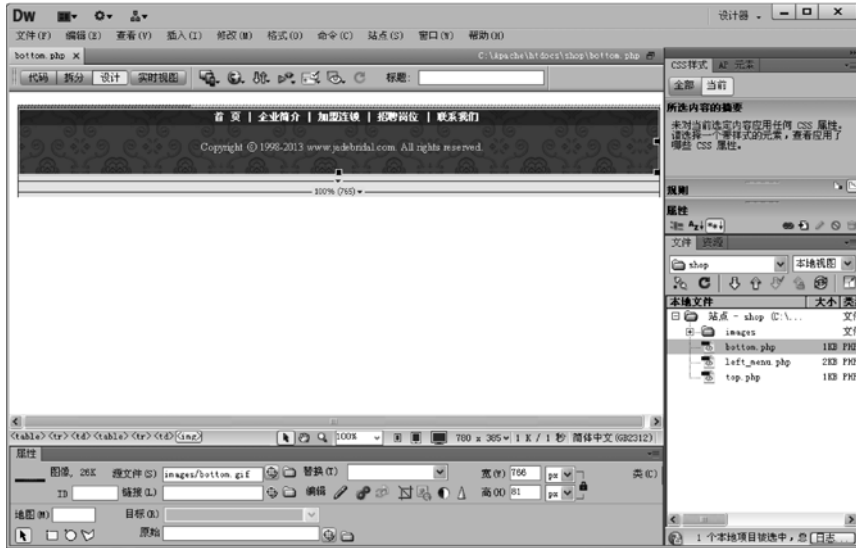 Dw
设计器
文件(F) 编辑(E) 查看(V) 插入(I) 修改(M) 格式(O) 命令(C) 站点(S) 窗口(W) 帮助(H)
bottom.php × C:\Apache\htdocs\shop\bottom.php
代码 拆分 设计 实时视图 标题:
首 页 | 企业简介 | 加盟连锁 | 招聘岗位 | 联系我们
Copyright © 1998-2013 www.jedebridal.com. All rights reserved.
100% (765)
<table> <tr> <td> <table> <tr> <td> <img>
100% 780 x 385 1 K / 1 秒 简体中文(GB2312)
属性
图像, 26K 源文件(S) images/bottom.gif 替换(T) 宽(W) 766 px 类(C)
ID 链接(L) 编辑 高(H) 81 px
地图(M) 目标(R)
原始
CSS样式 AP 元素
全部 当前
所选内容的摘要
未对当前选定内容应用任何 CSS 属性。
请选择一个带样式的元素，查看应用了
哪些 CSS 属性。
规则
属性
文件 资源
shop 本地视图
本地文件 大小
站点 - shop (C:\...
images
bottom.php 1KB
left_menu.php 2KB
top.php 1KB
1 个本地项目被选中，总 日志...